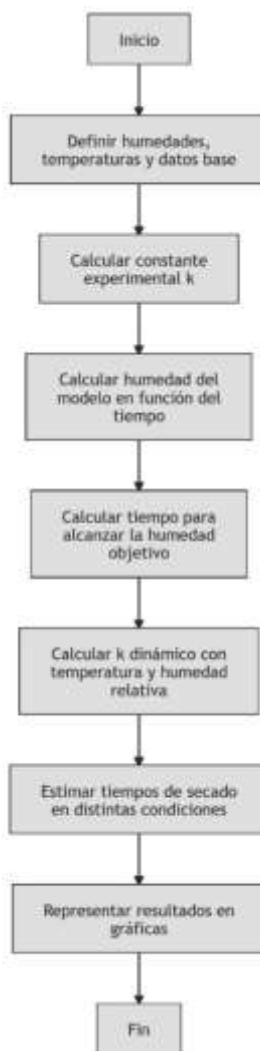 Inicio
Definir humedades,
temperaturas y datos base
Calcular constante
experimental k
Calcular humedad del
modelo en función del
tiempo
Calcular tiempo para
alcanzar la humedad
objetivo
Calcular k dinámico con
temperatura y humedad
relativa
Estimar tiempos de secado
en distintas condiciones
Representar resultados en
gráficas
Fin